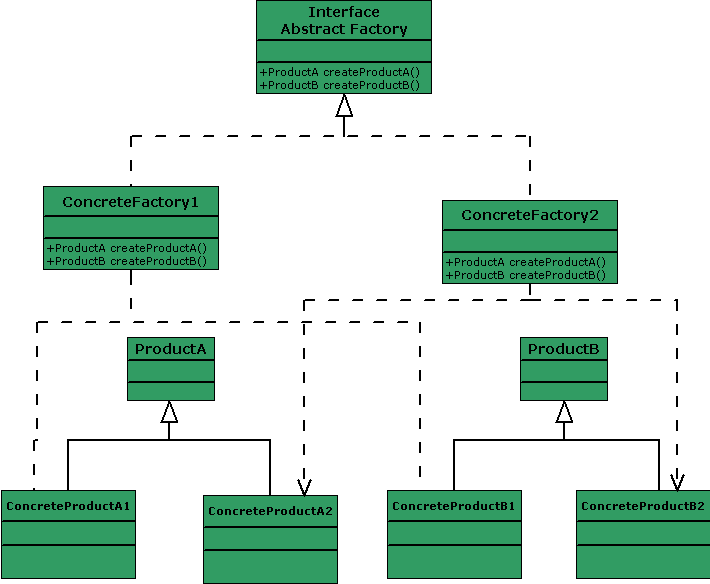 Interface
Abstract Factory
+ProductA createProductA()
+ProductB createProductB()
ConcreteFactory1
+ProductA createProductA()
+ProductB createProductB()
ConcreteFactory2
+ProductA createProductA()
+ProductB createProductB()
ProductA
ProductB
ConcreteProductA1
ConcreteProductA2
ConcreteProductB1
ConcreteProductB2